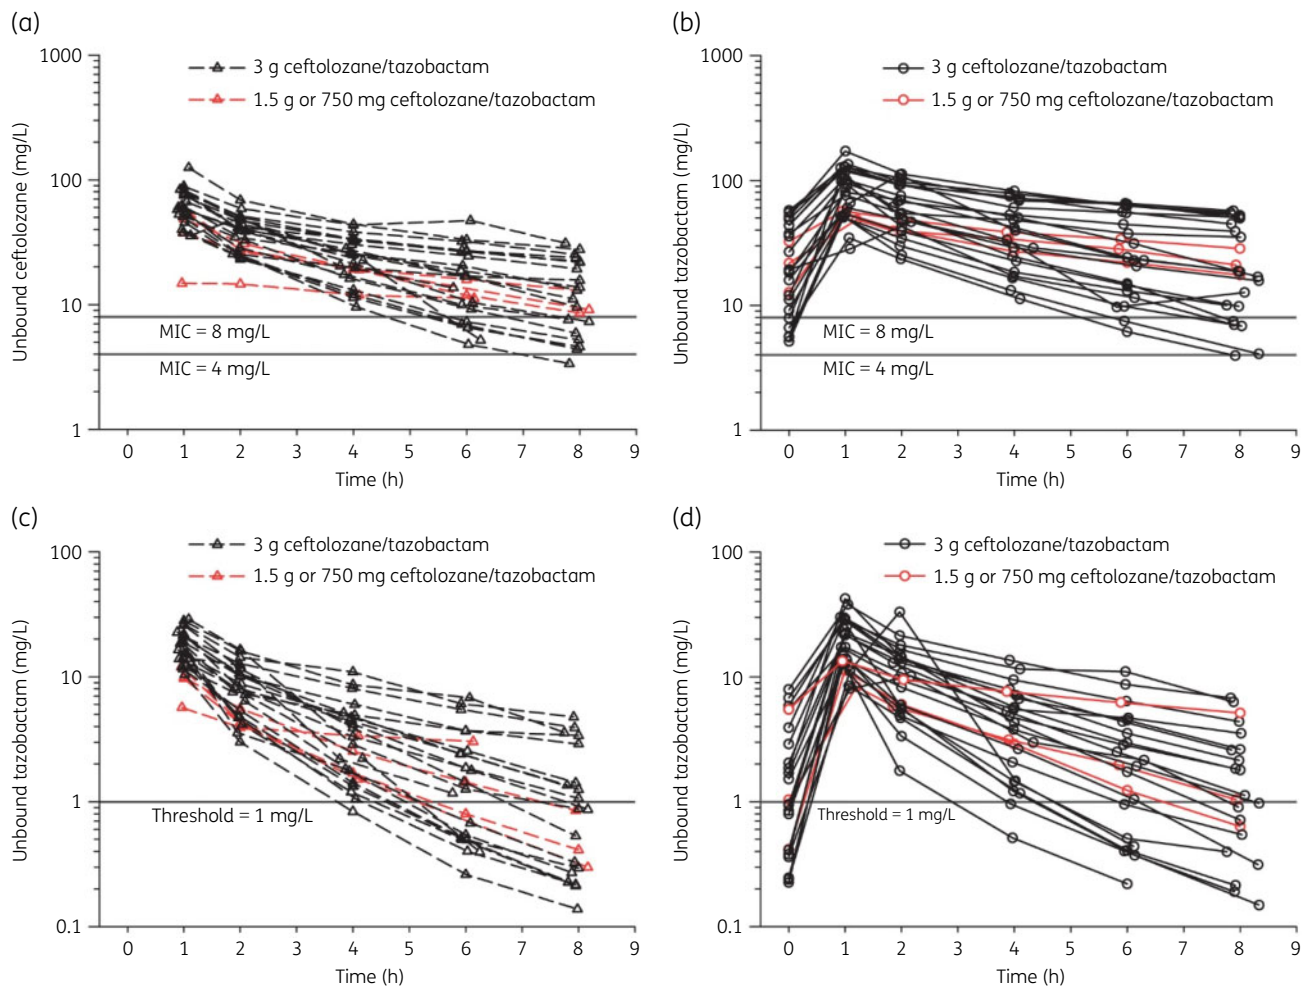 (a)
1000
100
10
1
Unbound ceftolozane (mg/L)
3 g ceftolozane/tazobactam
1.5 g or 750 mg ceftolozane/tazobactam
MIC = 8 mg/L
MIC = 4 mg/L
0 1 2 3 4 5 6 7 8 9
Time (h)
(b)
1000
100
10
1
Unbound tazobactam (mg/L)
3 g ceftolozane/tazobactam
1.5 g or 750 mg ceftolozane/tazobactam
MIC = 8 mg/L
MIC = 4 mg/L
0 1 2 3 4 5 6 7 8 9
Time (h)
(c)
100
10
1
0.1
Unbound tazobactam (mg/L)
3 g ceftolozane/tazobactam
1.5 g or 750 mg ceftolozane/tazobactam
Threshold = 1 mg/L
0 1 2 3 4 5 6 7 8 9
Time (h)
(d)
100
10
1
0.1
Unbound tazobactam (mg/L)
3 g ceftolozane/tazobactam
1.5 g or 750 mg ceftolozane/tazobactam
Threshold = 1 mg/L
0 1 2 3 4 5 6 7 8 9
Time (h)